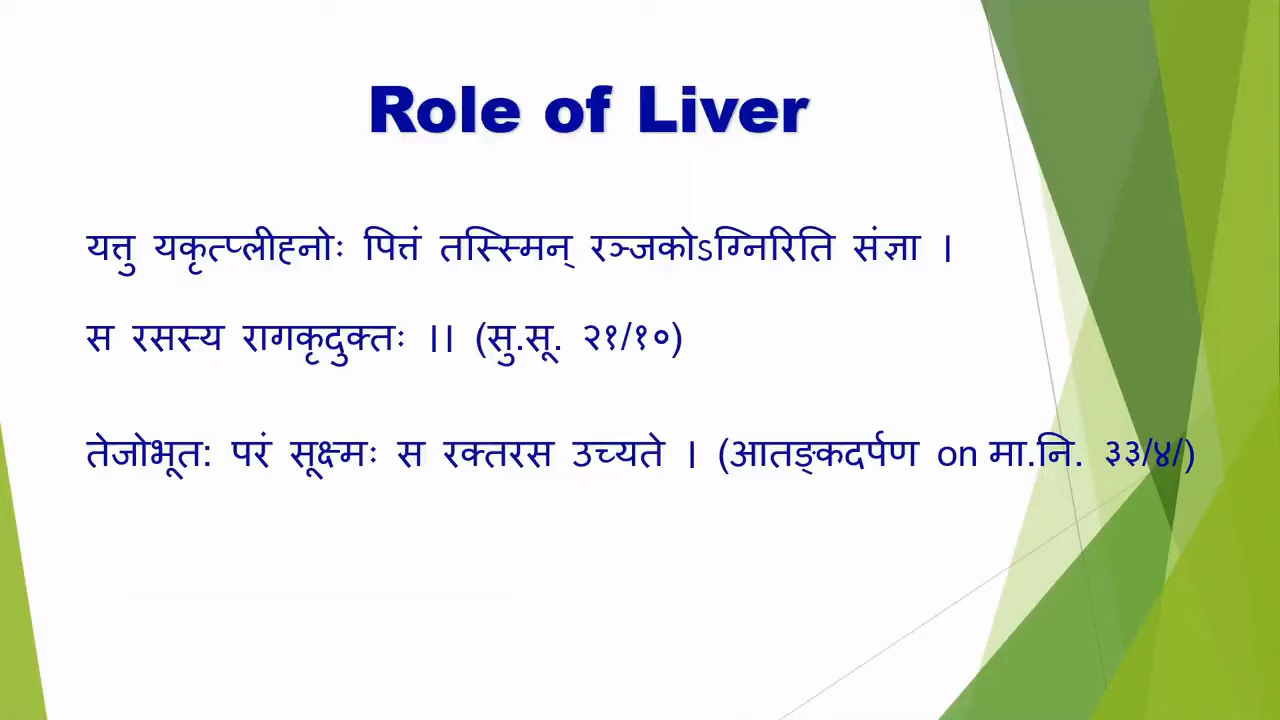 Role of Liver
यत्तु यकृत्प्लीह्नोः पित्तं तस्स्मिन् रञ्जकोऽग्निरिति संज्ञा ।
स रसस्य रागकृदुक्तः ।। (सु.सू. २१/१०)
तेजोभूत: परं सूक्ष्मः स रक्तरस उच्यते । (आतङ्कदर्पण on मा.नि. ३३/४/)